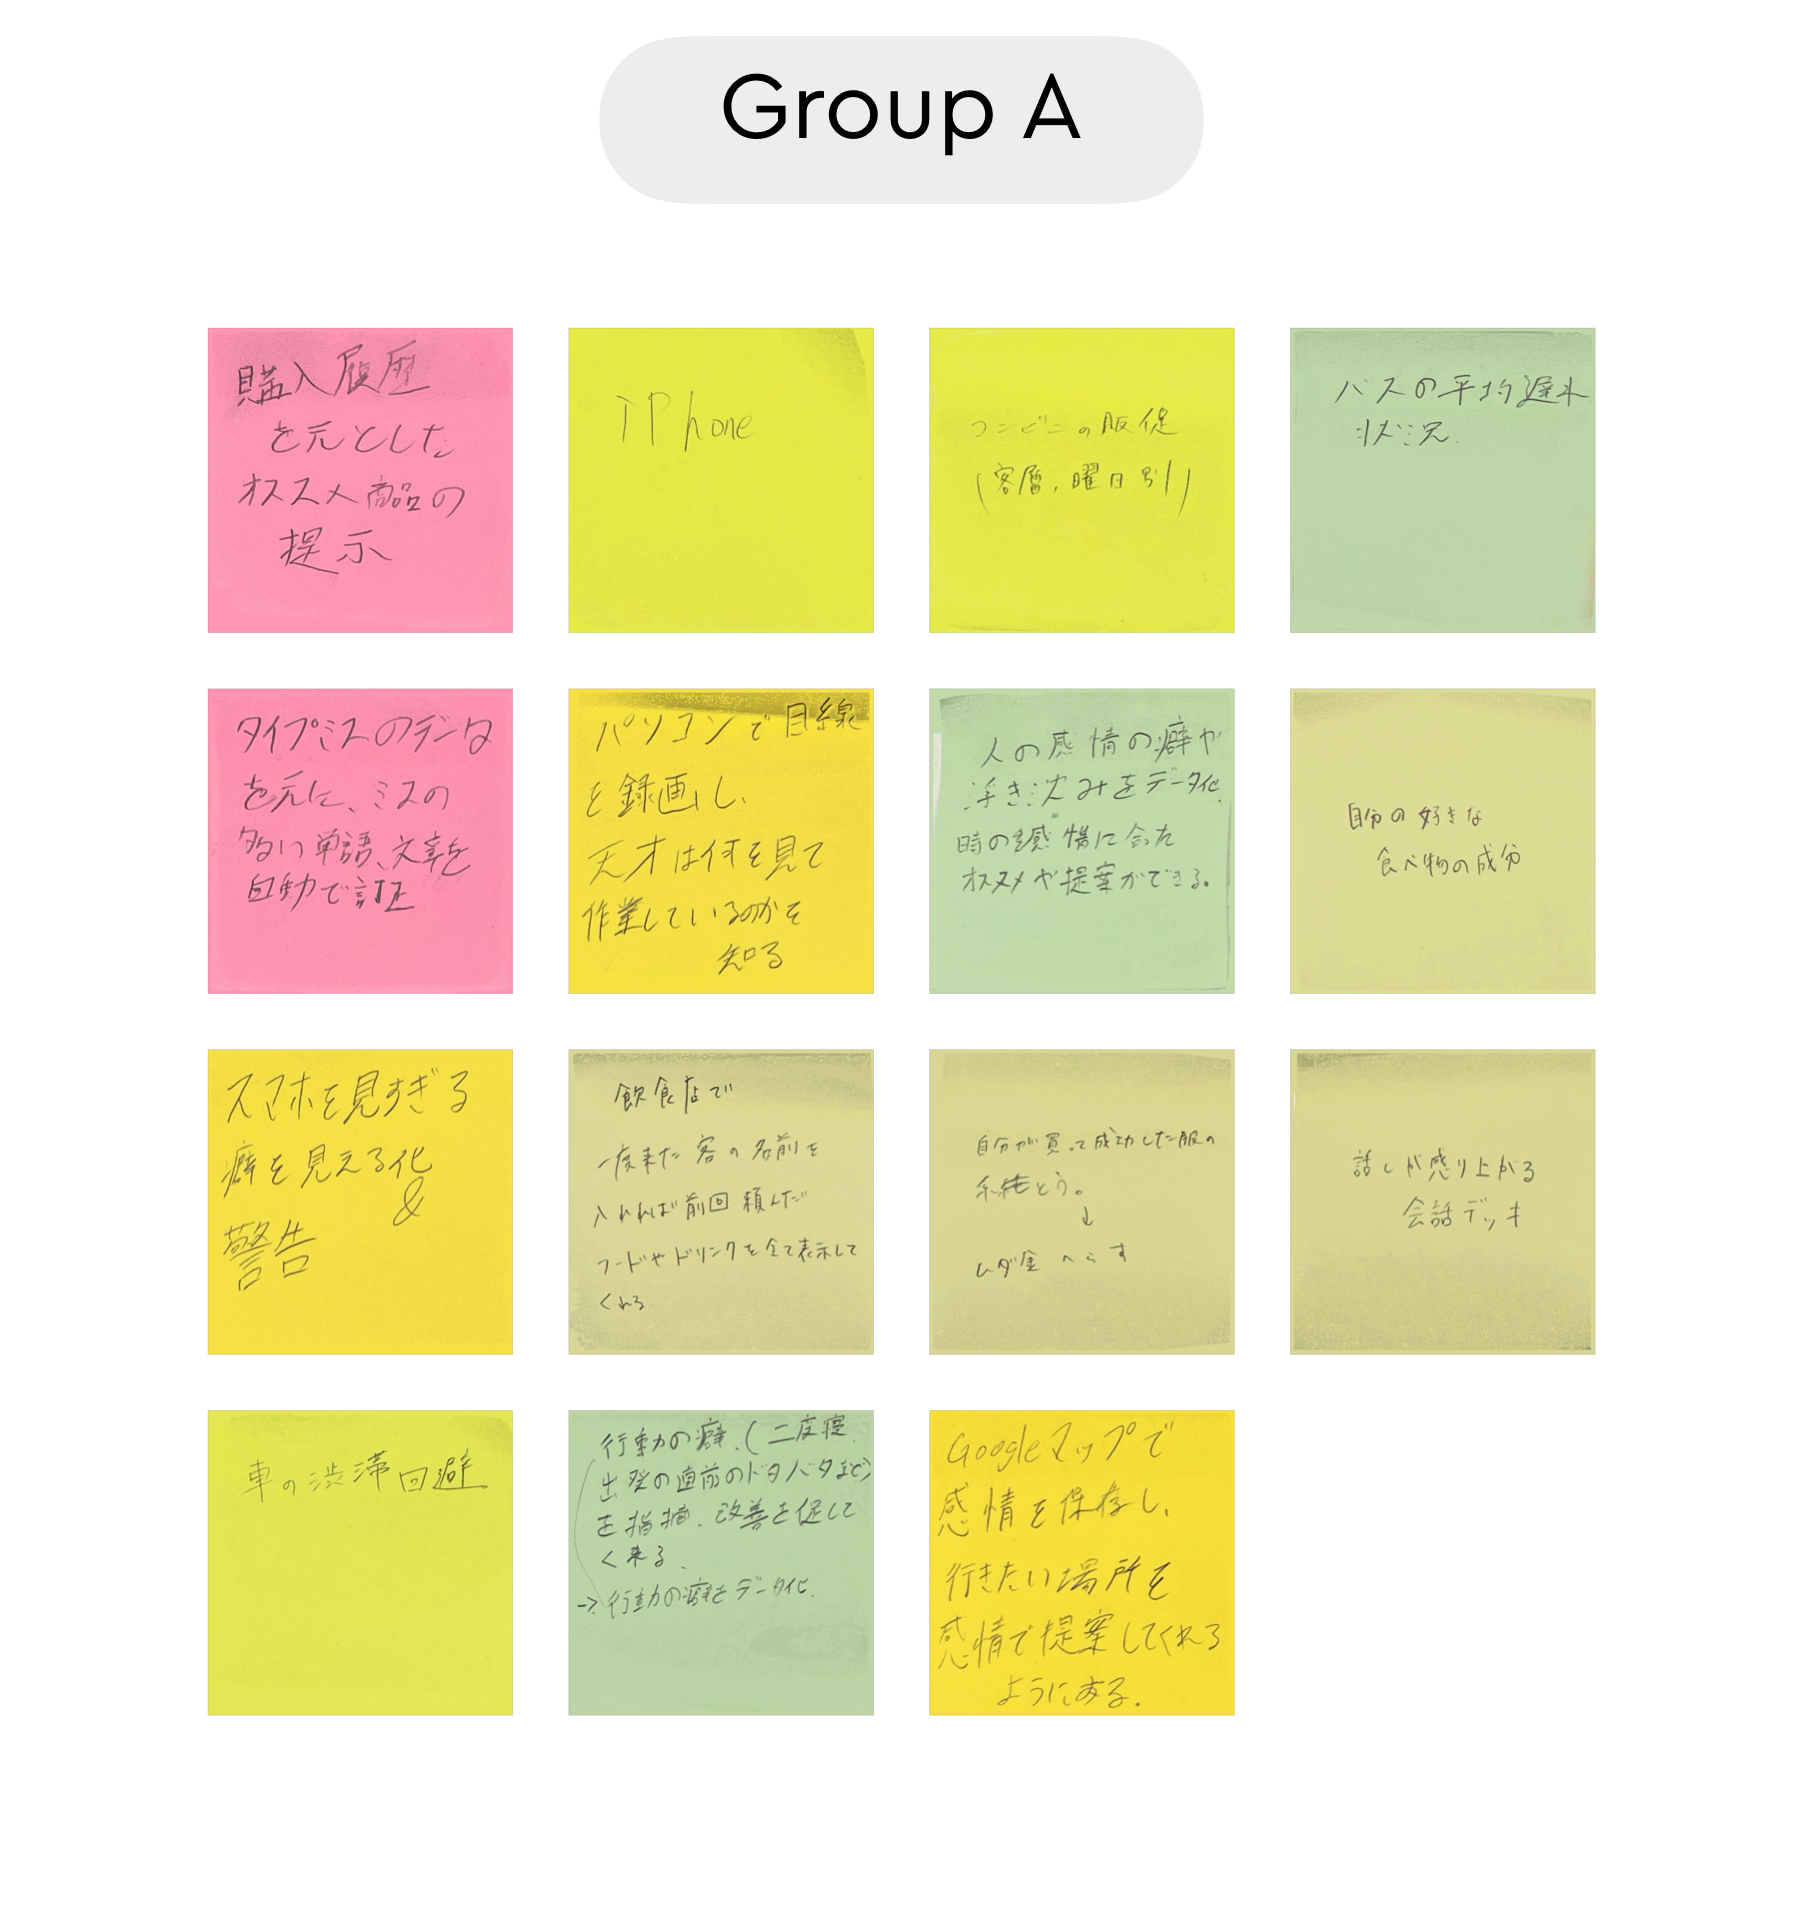 Group A
購入履歴
を元とした
オススメ商品の
提示
iPhone
コンビニの販促
(客層,曜日別)
バスの平均遅れ
状況
タイプミスのデータ
を元に、ミスの
多い単語、文章を
自動で訂正
パソコンで目線
を録画し、
天才は何を見て
作業しているのかを
知る
人の感情の癖や
浮き沈みをデータ化、
時の感情に合た
オススメや提案ができる。
自分の好きな
食べ物の成分
スマホを見すぎる
癖を見える化
&
警告
飲食店で
一度来た客の名前を
入れれば前回頼んだ
フードやドリンクを全て表示して
くれる
自分が買って成功した服の
系統とう。
↓
ムダ金へらす
話しが感り上がる
会話デッキ
車の渋滞回避
行動の癖.(二度寝.
出発の直前のドタバタなど)
を指摘、改善を促して
く来る、
→行動の癖をデータ化.
Googleマップで
感情を保存し、
行きたい場所を
感情で提案してくれる
ようにある.